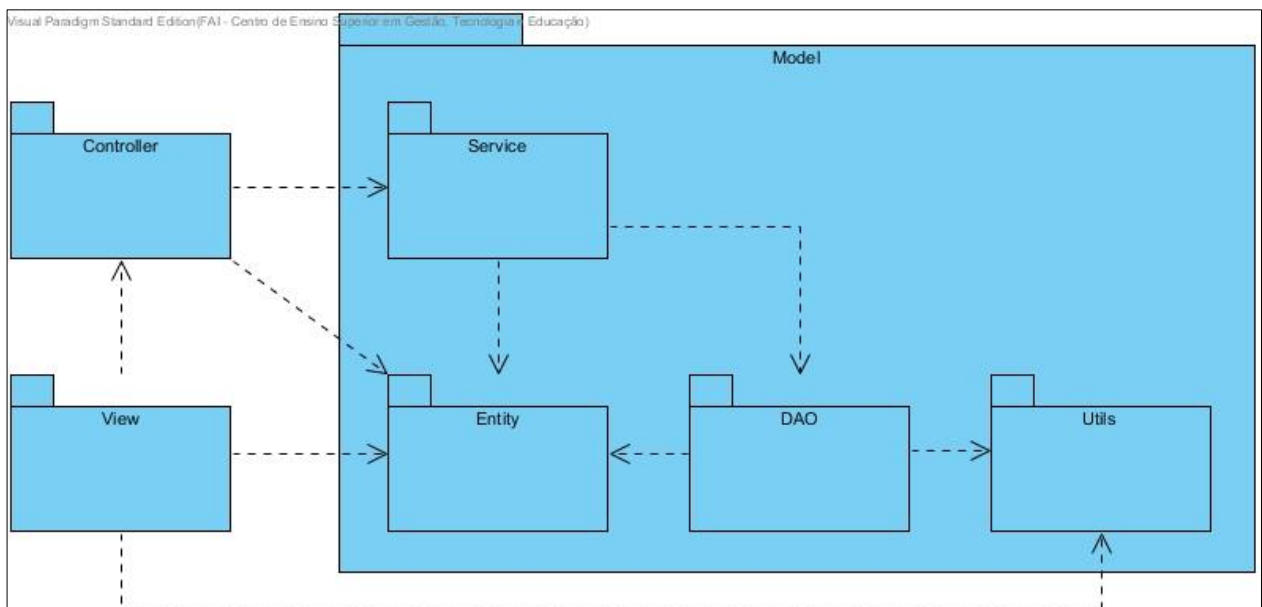 Visual Paradigm Standard Edition(FAI - Centro de Ensino Superior em Gestão, Tecnologia e Educação)
Model
Controller
Service
View
Entity
DAO
Utils